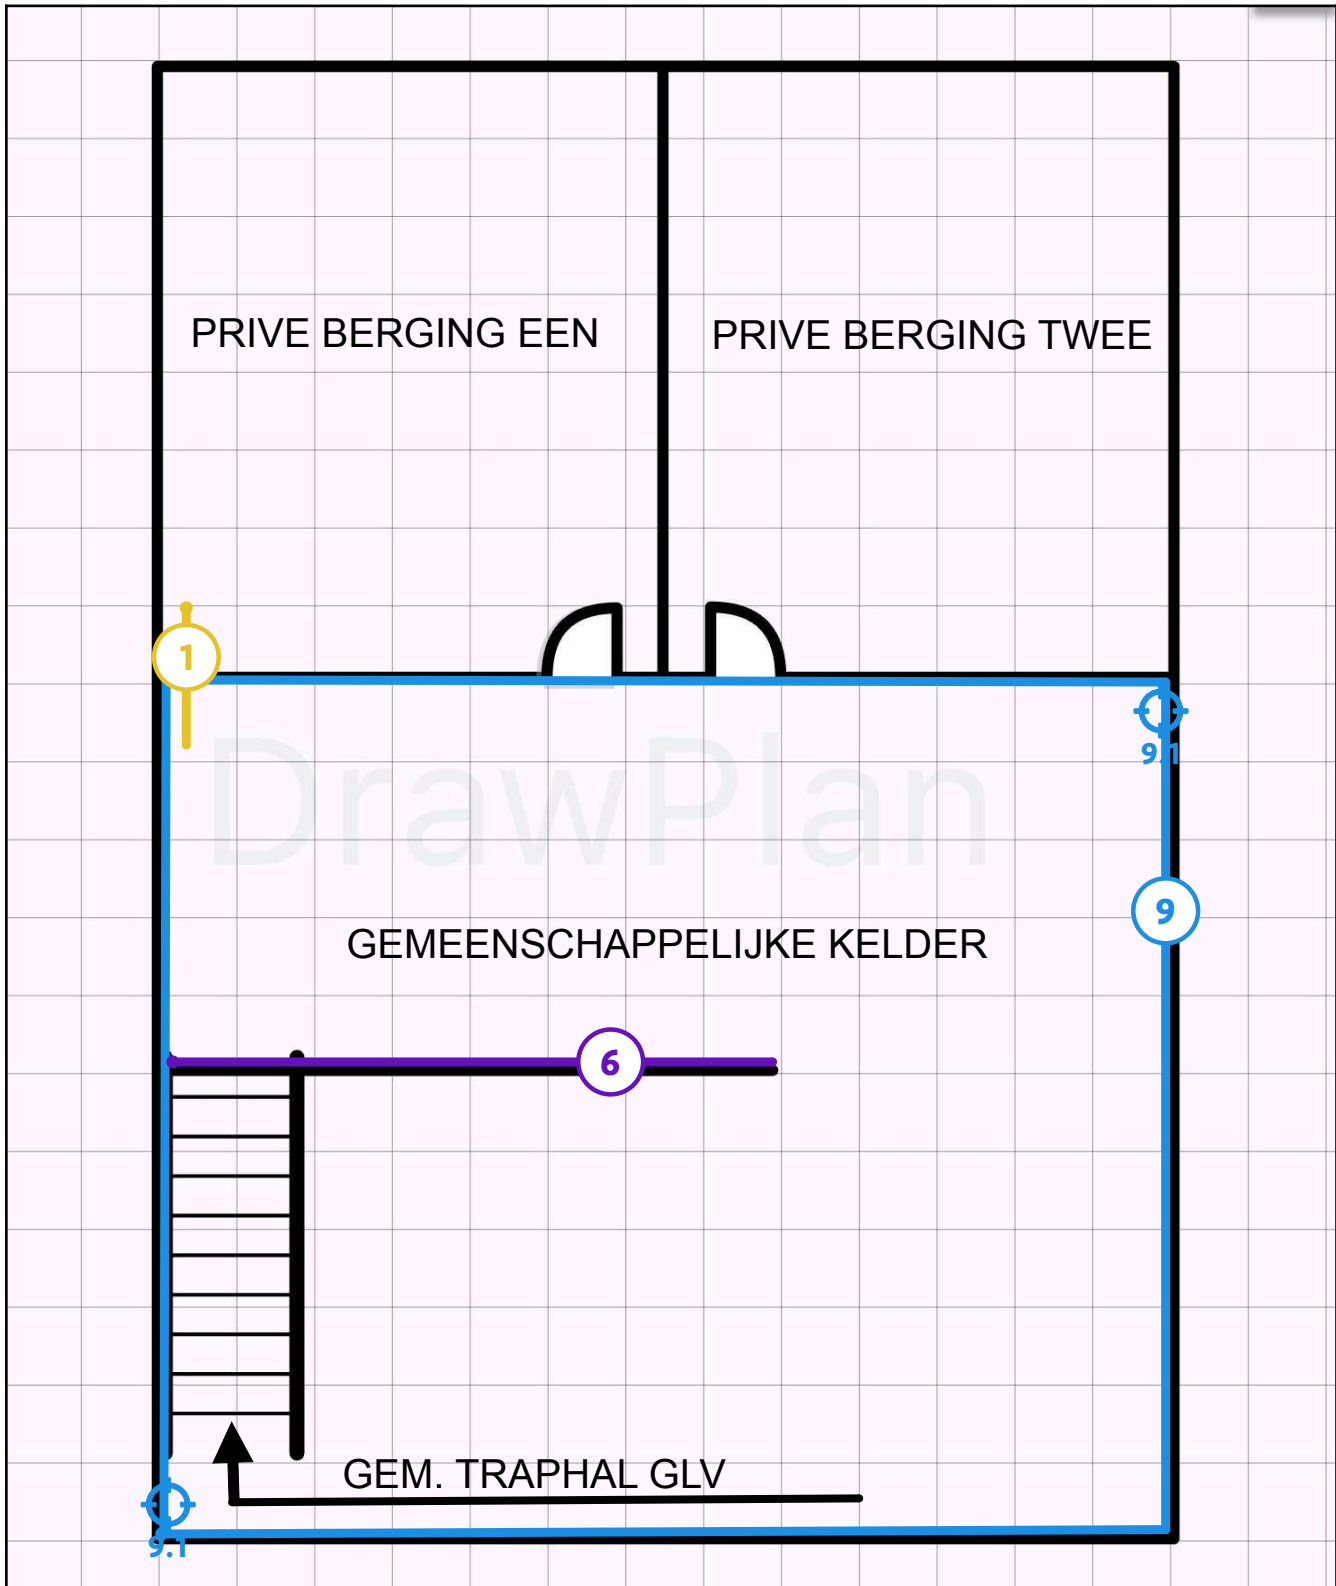 PRIVE BERGING EEN
PRIVE BERGING TWEE
1
9.1
DrawPlan
9
GEMEENSCHAPPELIJKE KELDER
6
GEM. TRAPHAL GLV
9.1